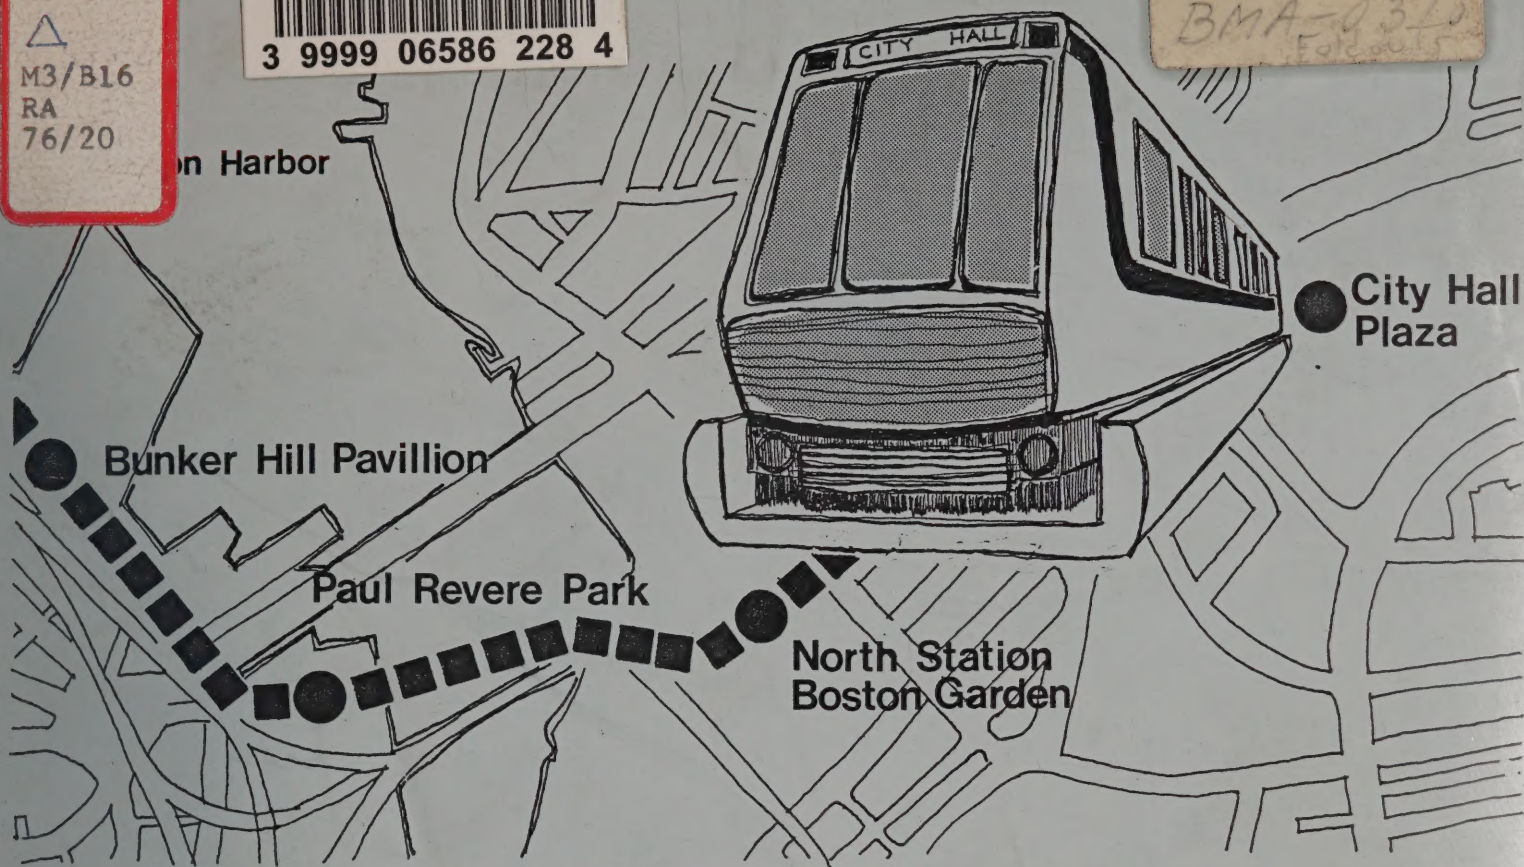 M3/B16
RA
76/20
3 9999 06586 228 4
CITY HALL
on Harbor
City Hall
Plaza
Bunker Hill Pavillion
Paul Revere Park
North Station
Boston Garden